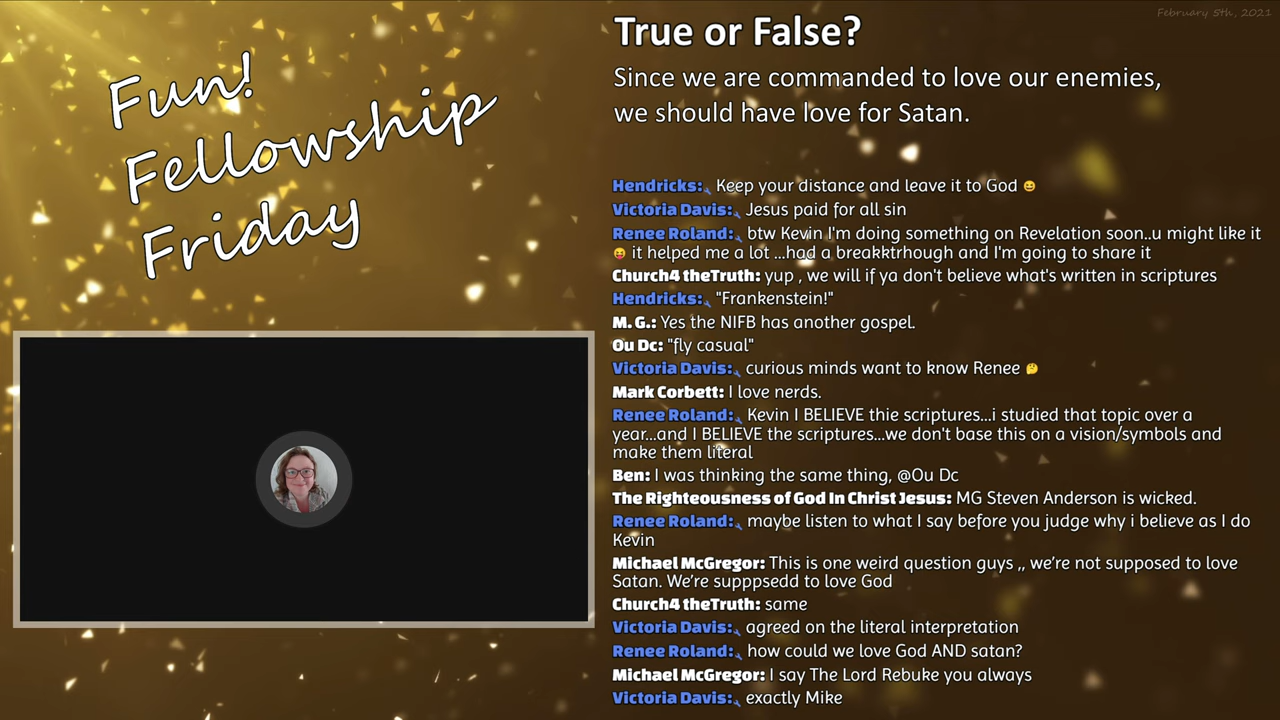 February 5th, 2021
Fun!
Fellowship
Friday
True or False?
Since we are commanded to love our enemies,
we should have love for Satan.
Hendricks: Keep your distance and leave it to God 😄
Victoria Davis: Jesus paid for all sin
Renee Roland: btw Kevin I'm doing something on Revelation soon..u might like it
😝 it helped me a lot ...had a breakktrhough and I'm going to share it
Church4 theTruth: yup , we will if ya don't believe what's written in scriptures
Hendricks: "Frankenstein!"
M. G.: Yes the NIFB has another gospel.
Ou Dc: "fly casual"
Victoria Davis: curious minds want to know Renee 🤔
Mark Corbett: I love nerds.
Renee Roland: Kevin I BELIEVE thie scriptures...i studied that topic over a
year...and I BELIEVE the scriptures...we don't base this on a vision/symbols and
make them literal
Ben: I was thinking the same thing, @Ou Dc
The Righteousness of God In Christ Jesus: MG Steven Anderson is wicked.
Renee Roland: maybe listen to what I say before you judge why i believe as I do
Kevin
Michael McGregor: This is one weird question guys ,, we're not supposed to love
Satan. We're supppsedd to love God
Church4 theTruth: same
Victoria Davis: agreed on the literal interpretation
Renee Roland: how could we love God AND satan?
Michael McGregor: I say The Lord Rebuke you always
Victoria Davis: exactly Mike